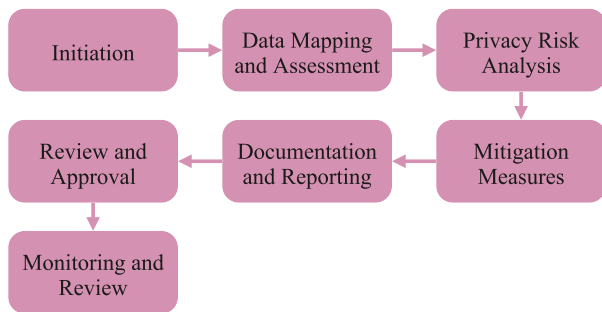 Initiation
Data Mapping
and Assessment
Privacy Risk
Analysis
Mitigation
Measures
Documentation
and Reporting
Review and
Approval
Monitoring and
Review